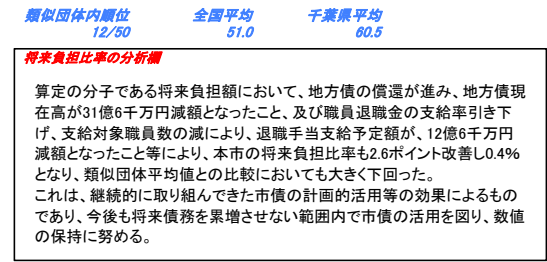 類似団体内順位 全国平均 千葉県平均
12/50 51.0 60.5
将来負担比率の分析欄
算定の分子である将来負担額において、地方債の償還が進み、地方債現
在高が31億6千万円減額となったこと、及び職員退職金の支給率引き下
げ、支給対象職員数の減により、退職手当支給予定額が、12億6千万円
減額となったこと等により、本市の将来負担比率も2.6ポイント改善し0.4%
となり、類似団体平均値との比較においても大きく下回った。
これは、継続的に取り組んできた市債の計画的活用等の効果によるもの
であり、今後も将来債務を累増させない範囲内で市債の活用を図り、数値
の保持に努める。